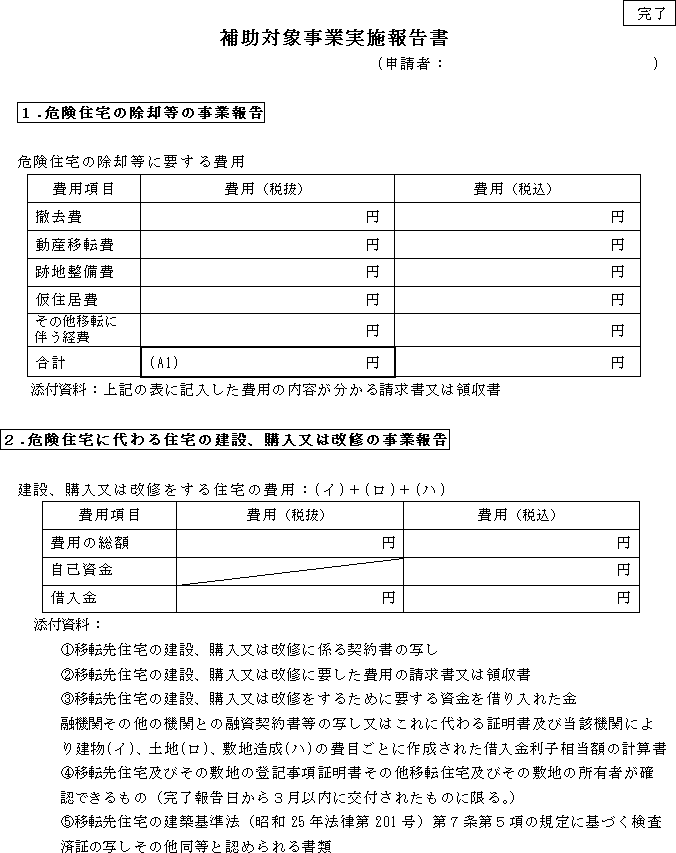 完了
補助対象事業実施報告書
(申請者： )
１.危険住宅の除却等の事業報告
危険住宅の除却等に要する費用
費用項目 費用（税抜） 費用（税込）
撤去費 円 円
動産移転費 円 円
跡地整備費 円 円
仮住居費 円 円
その他移転に
伴う経費 円 円
合計 (A1) 円 円
添付資料：上記の表に記入した費用の内容が分かる請求書又は領収書
２.危険住宅に代わる住宅の建設、購入又は改修の事業報告
建設、購入又は改修をする住宅の費用：(イ)＋(ロ)＋(ハ)
費用項目 費用（税抜） 費用（税込）
費用の総額 円 円
自己資金 円
借入金 円 円
添付資料：
①移転先住宅の建設、購入又は改修に係る契約書の写し
②移転先住宅の建設、購入又は改修に要した費用の請求書又は領収書
③移転先住宅の建設、購入又は改修をするために要する資金を借り入れた金
融機関その他の機関との融資契約書等の写し又はこれに代わる証明書及び当該機関によ
り建物(イ)、土地(ロ)、敷地造成(ハ)の費目ごとに作成された借入金利子相当額の計算書
④移転先住宅及びその敷地の登記事項証明書その他移転住宅及びその敷地の所有者が確
認できるもの（完了報告日から３月以内に交付されたものに限る。）
⑤移転先住宅の建築基準法（昭和25年法律第201号）第７条第５項の規定に基づく検査
済証の写しその他同等と認められる書類